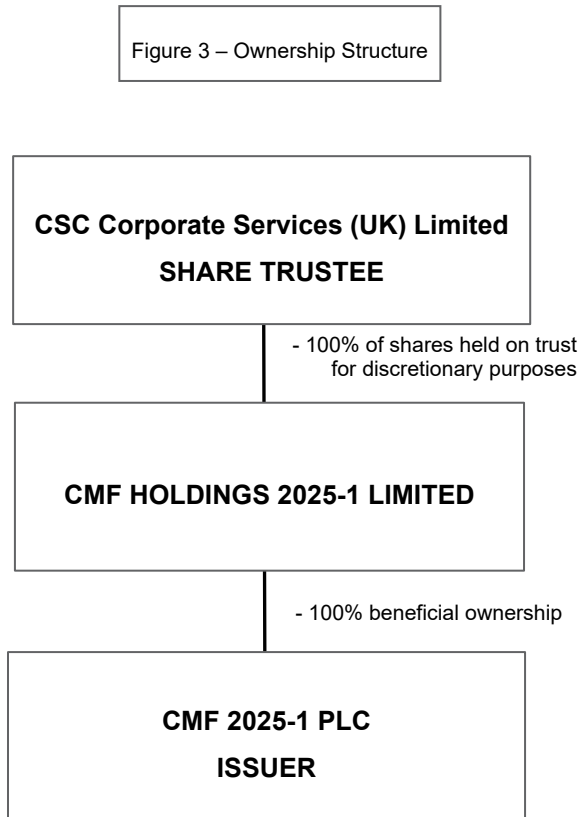 Figure 3 – Ownership Structure
CSC Corporate Services (UK) Limited
SHARE TRUSTEE
- 100% of shares held on trust
for discretionary purposes
CMF HOLDINGS 2025-1 LIMITED
- 100% beneficial ownership
CMF 2025-1 PLC
ISSUER